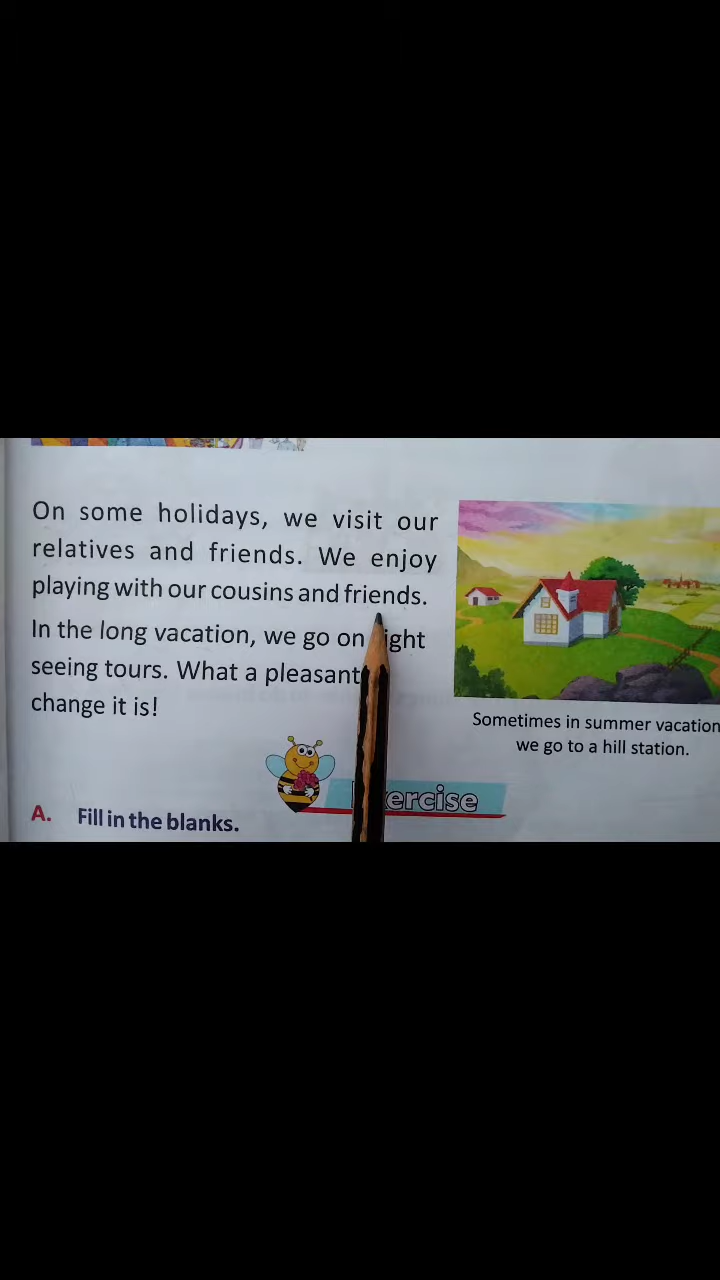 On some holidays, we visit our
relatives and friends. We enjoy
playing with our cousins and friends.
In the long vacation, we go on ight
seeing tours. What a pleasant
change it is!
Sometimes in summer vacation
we go to a hill station.
Exercise
A. Fill in the blanks.